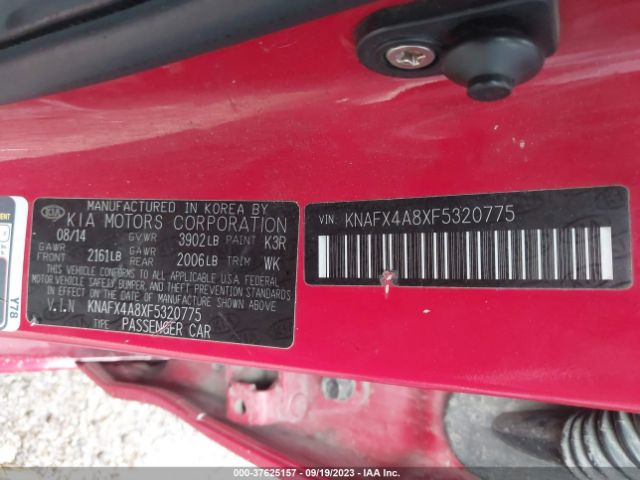 KIA
MANUFACTURED IN KOREA BY
KIA MOTORS CORPORATION
08/14 GVWR 3902LB PAINT K3R
GAWR FRONT 2161LB GAWR REAR 2006LB TRIM WK
THIS VEHICLE CONFORMS TO ALL APPLICABLE U.S.A. FEDERAL
MOTOR VEHICLE SAFETY, BUMPER, AND THEFT PREVENTION STANDARDS
IN EFFECT ON THE DATE OF MANUFACTURE SHOWN ABOVE.
V.I.N KNAFX4A8XF5320775
TYPE PASSENGER CAR
VIN KNAFX4A8XF5320775
Y78
000-37625157 - 09/19/2023 - IAA Inc.